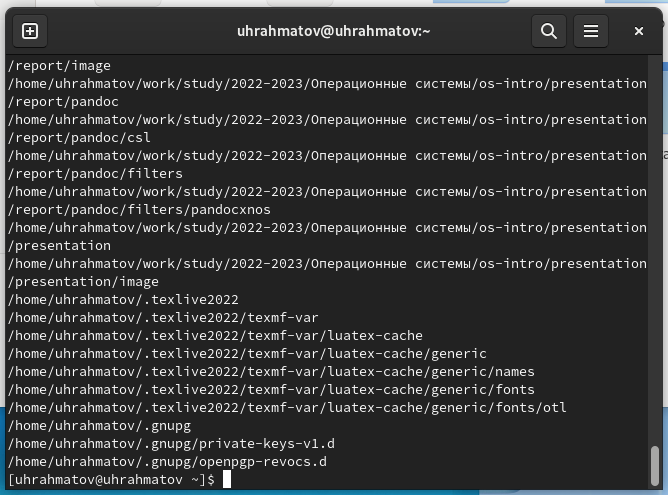 uhrahmatov@uhrahmatov:~
/report/image
/home/uhrahmatov/work/study/2022-2023/Операционные системы/os-intro/presentation
/report/pandoc
/home/uhrahmatov/work/study/2022-2023/Операционные системы/os-intro/presentation
/report/pandoc/csl
/home/uhrahmatov/work/study/2022-2023/Операционные системы/os-intro/presentation
/report/pandoc/filters
/home/uhrahmatov/work/study/2022-2023/Операционные системы/os-intro/presentation
/report/pandoc/filters/pandocxnos
/home/uhrahmatov/work/study/2022-2023/Операционные системы/os-intro/presentation
/presentation
/home/uhrahmatov/work/study/2022-2023/Операционные системы/os-intro/presentation
/presentation/image
/home/uhrahmatov/.texlive2022
/home/uhrahmatov/.texlive2022/texmf-var
/home/uhrahmatov/.texlive2022/texmf-var/luatex-cache
/home/uhrahmatov/.texlive2022/texmf-var/luatex-cache/generic
/home/uhrahmatov/.texlive2022/texmf-var/luatex-cache/generic/names
/home/uhrahmatov/.texlive2022/texmf-var/luatex-cache/generic/fonts
/home/uhrahmatov/.texlive2022/texmf-var/luatex-cache/generic/fonts/otl
/home/uhrahmatov/.gnupg
/home/uhrahmatov/.gnupg/private-keys-v1.d
/home/uhrahmatov/.gnupg/openpgp-revocs.d
[uhrahmatov@uhrahmatov ~]$